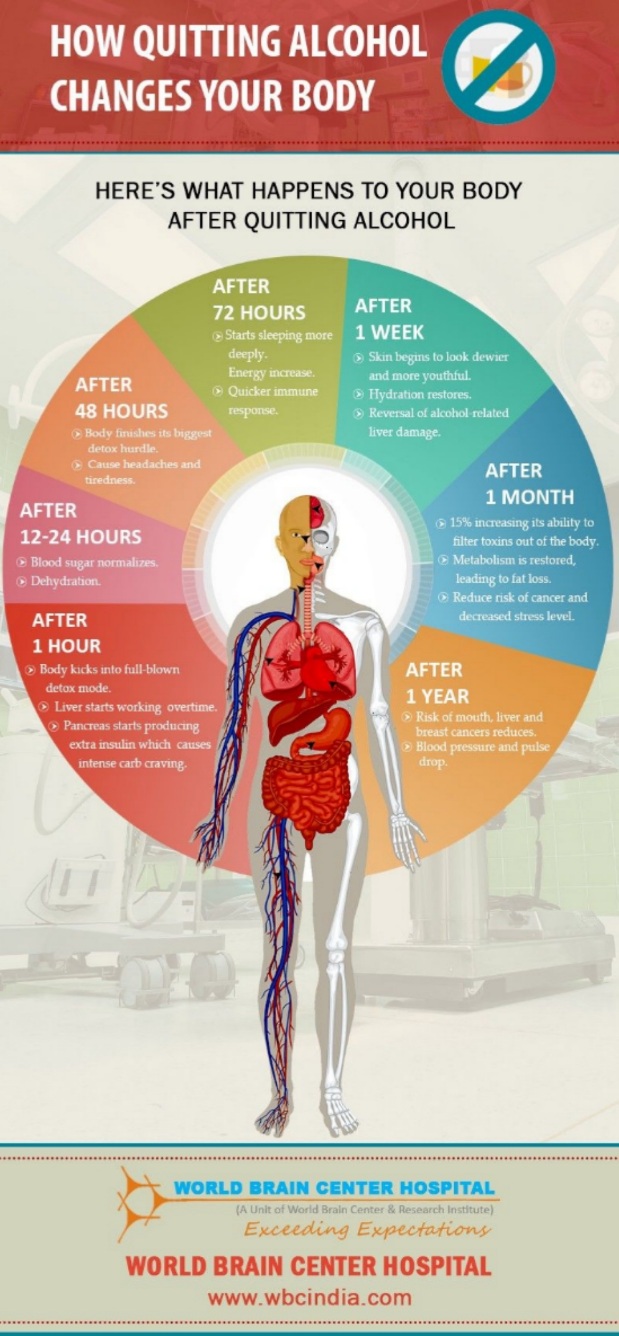 HOW QUITTING ALCOHOL
CHANGES YOUR BODY
HERE'S WHAT HAPPENS TO YOUR BODY
AFTER QUITTING ALCOHOL
AFTER
1 HOUR
Body kicks into full-blown
detox mode.
Liver starts working overtime.
Pancreas starts producing
extra insulin which causes
intense carb craving.
AFTER
12-24 HOURS
Blood sugar normalizes.
Dehydration.
AFTER
48 HOURS
Body finishes its biggest
detox hurdle.
Cause headaches and
tiredness.
AFTER
72 HOURS
Starts sleeping more
deeply.
Energy increase.
Quicker immune
response.
AFTER
1 WEEK
Skin begins to look dewier
and more youthful.
Hydration restores.
Reversal of alcohol-related
liver damage.
AFTER
1 MONTH
15% increasing its ability to
filter toxins out of the body.
Metabolism is restored,
leading to fat loss.
Reduce risk of cancer and
decreased stress level.
AFTER
1 YEAR
Risk of mouth, liver and
breast cancers reduces.
Blood pressure and pulse
drop.
WORLD BRAIN CENTER HOSPITAL
(A Unit of World Brain Center & Research Institute)
Exceeding Expectations
WORLD BRAIN CENTER HOSPITAL
www.wbcindia.com